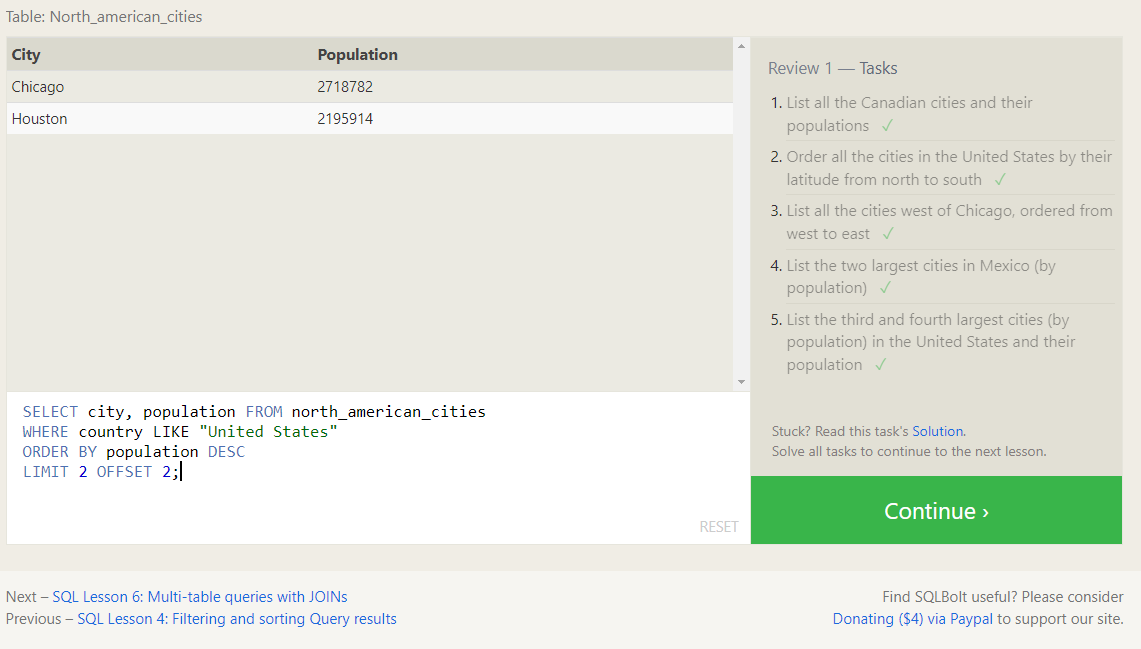 Table: North_american_cities
City Population
Chicago 2718782
Houston 2195914
SELECT city, population FROM north_american_cities
WHERE country LIKE "United States"
ORDER BY population DESC
LIMIT 2 OFFSET 2;
RESET
Review 1 — Tasks
1. List all the Canadian cities and their
populations ✓
2. Order all the cities in the United States by their
latitude from north to south ✓
3. List all the cities west of Chicago, ordered from
west to east ✓
4. List the two largest cities in Mexico (by
population) ✓
5. List the third and fourth largest cities (by
population) in the United States and their
population ✓
Stuck? Read this task's Solution.
Solve all tasks to continue to the next lesson.
Continue ›
Next – SQL Lesson 6: Multi-table queries with JOINs
Previous – SQL Lesson 4: Filtering and sorting Query results
Find SQLBolt useful? Please consider
Donating ($4) via Paypal to support our site.